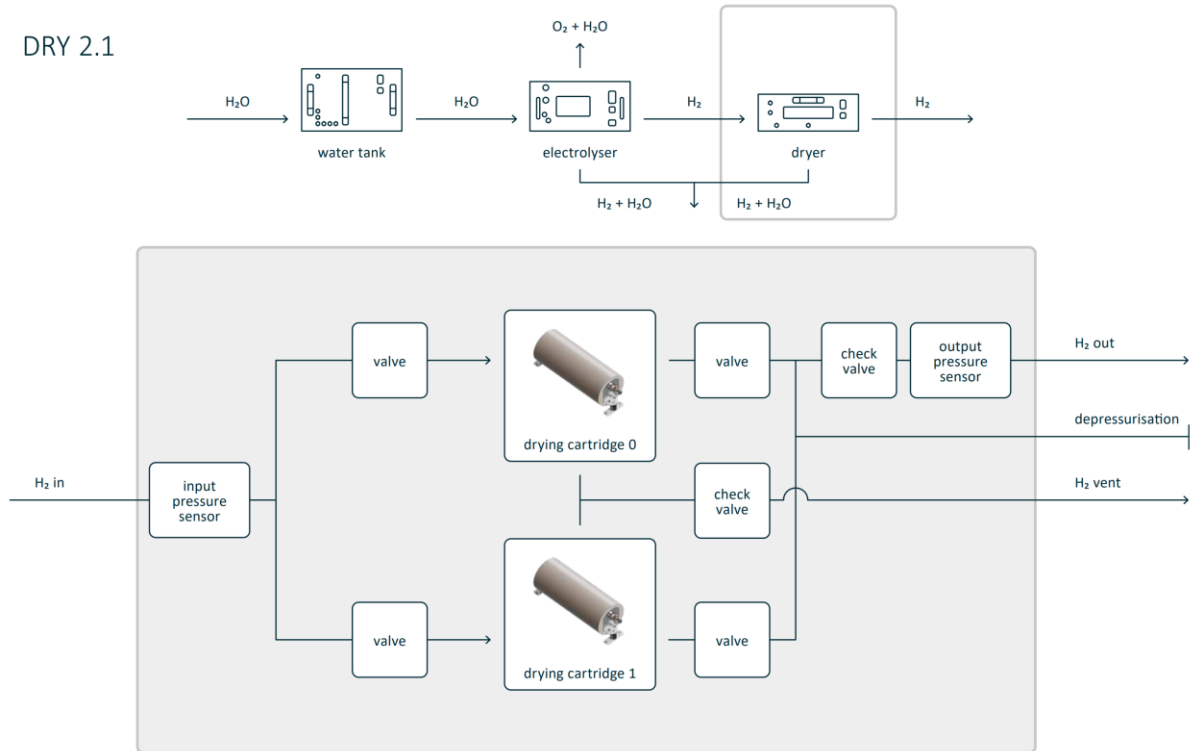 DRY 2.1
O₂ + H₂O
H₂O
H₂O
H₂
H₂
water tank
electrolyser
dryer
H₂ + H₂O
H₂ + H₂O
valve
drying cartridge 0
valve
check
valve
output
pressure
sensor
H₂ out
depressurisation
H₂ in
input
pressure
sensor
check
valve
H₂ vent
valve
drying cartridge 1
valve